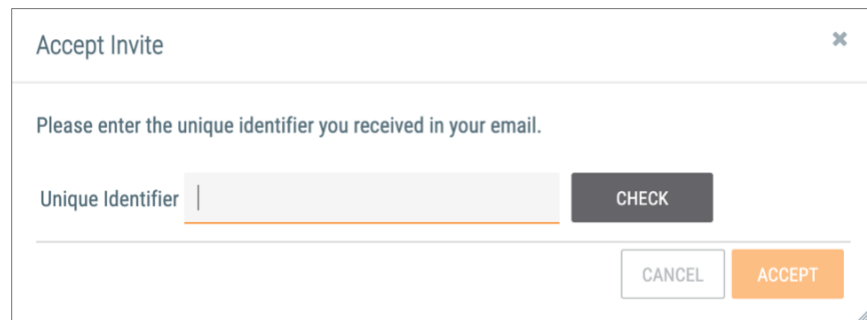 Accept Invite
Please enter the unique identifier you received in your email.
Unique Identifier CHECK
CANCEL ACCEPT